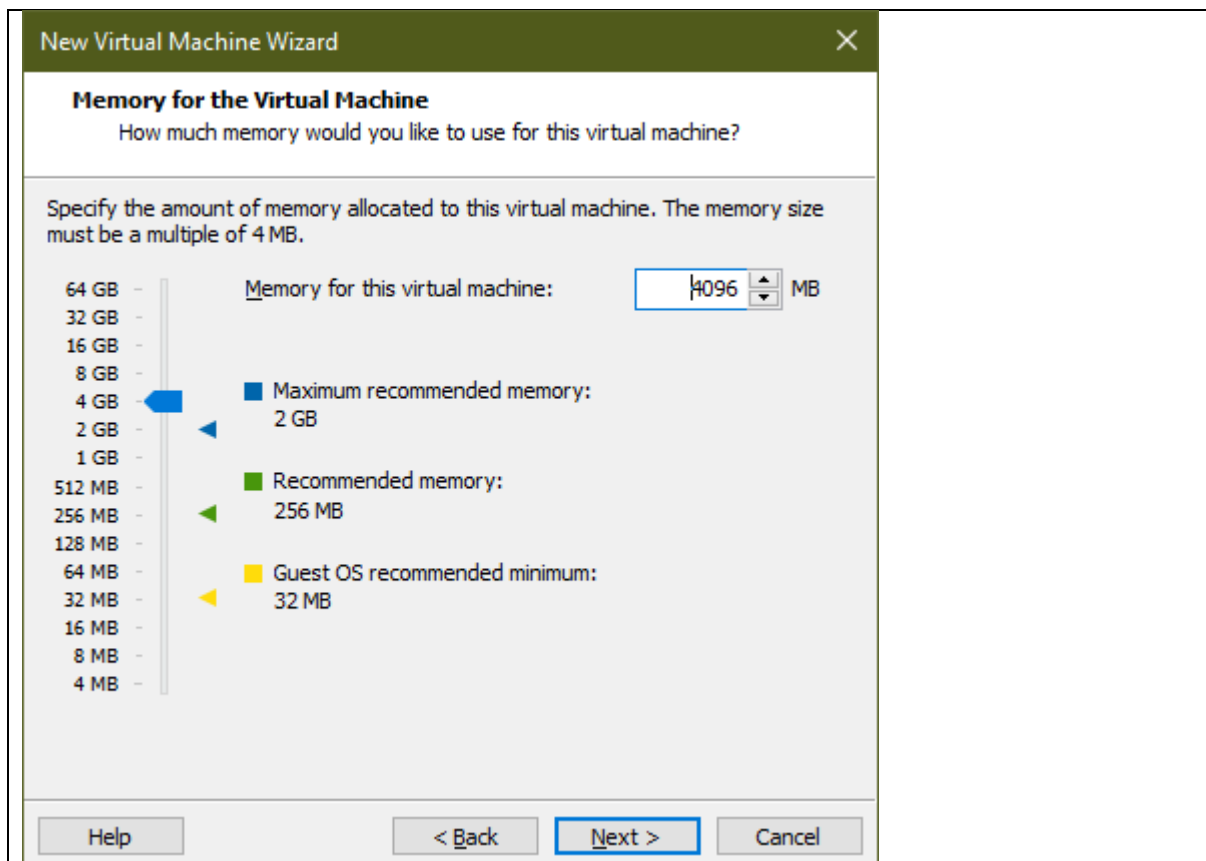 New Virtual Machine Wizard
Memory for the Virtual Machine
How much memory would you like to use for this virtual machine?
Specify the amount of memory allocated to this virtual machine. The memory size
must be a multiple of 4 MB.
64 GB
Memory for this virtual machine: 4096 MB
32 GB
16 GB
8 GB
4 GB
Maximum recommended memory:
2 GB
2 GB
1 GB
512 MB
Recommended memory:
256 MB
256 MB
128 MB
64 MB
Guest OS recommended minimum:
32 MB
32 MB
16 MB
8 MB
4 MB
Help
< Back
Next >
Cancel